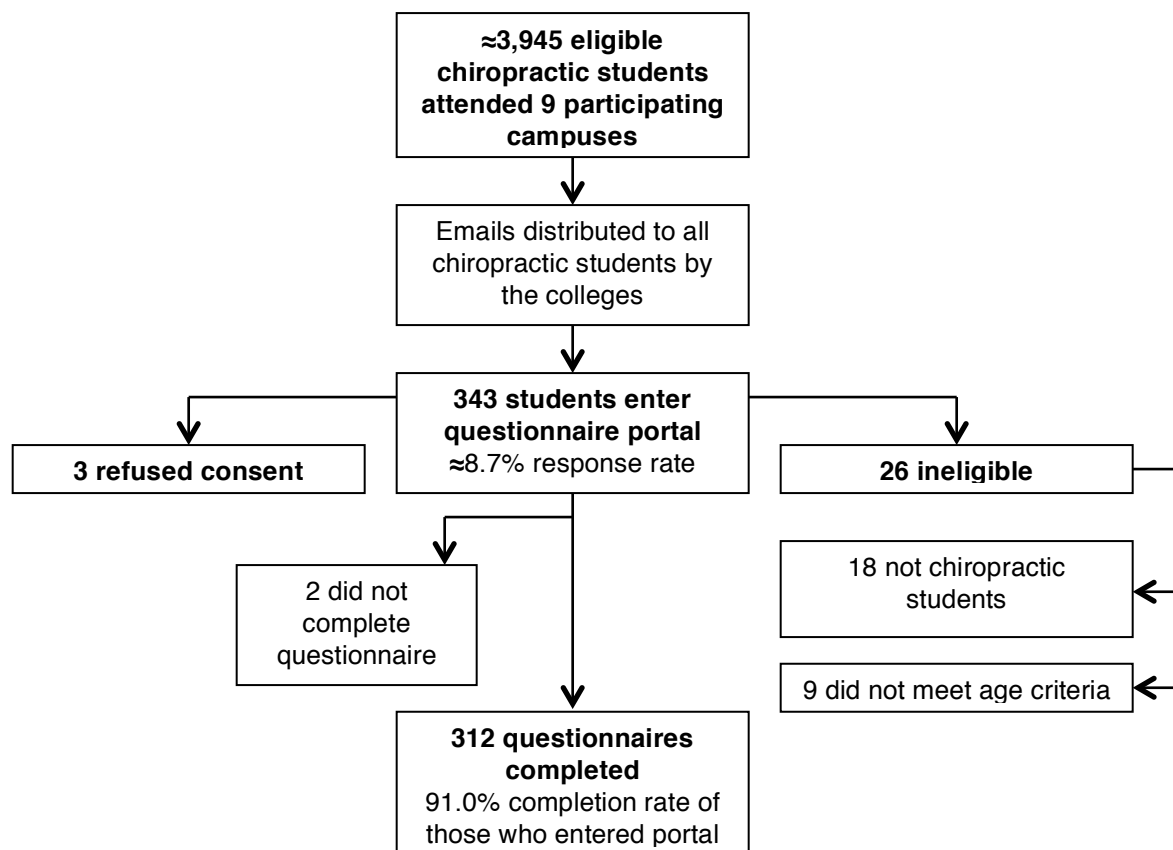 ≈3,945 eligible
chiropractic students
attended 9 participating
campuses
Emails distributed to all
chiropractic students by
the colleges
343 students enter
questionnaire portal
≈8.7% response rate
3 refused consent
26 ineligible
2 did not
complete
questionnaire
18 not chiropractic
students
9 did not meet age criteria
312 questionnaires
completed
91.0% completion rate of
those who entered portal